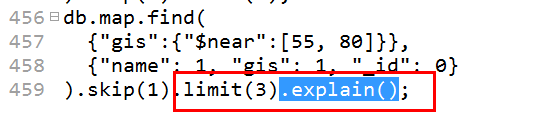 456 db.map.find(
457 {"gis":{"$near":[55, 80]}},
458 {"name": 1, "gis": 1, "_id": 0}
459 ).skip(1).limit(3).explain();